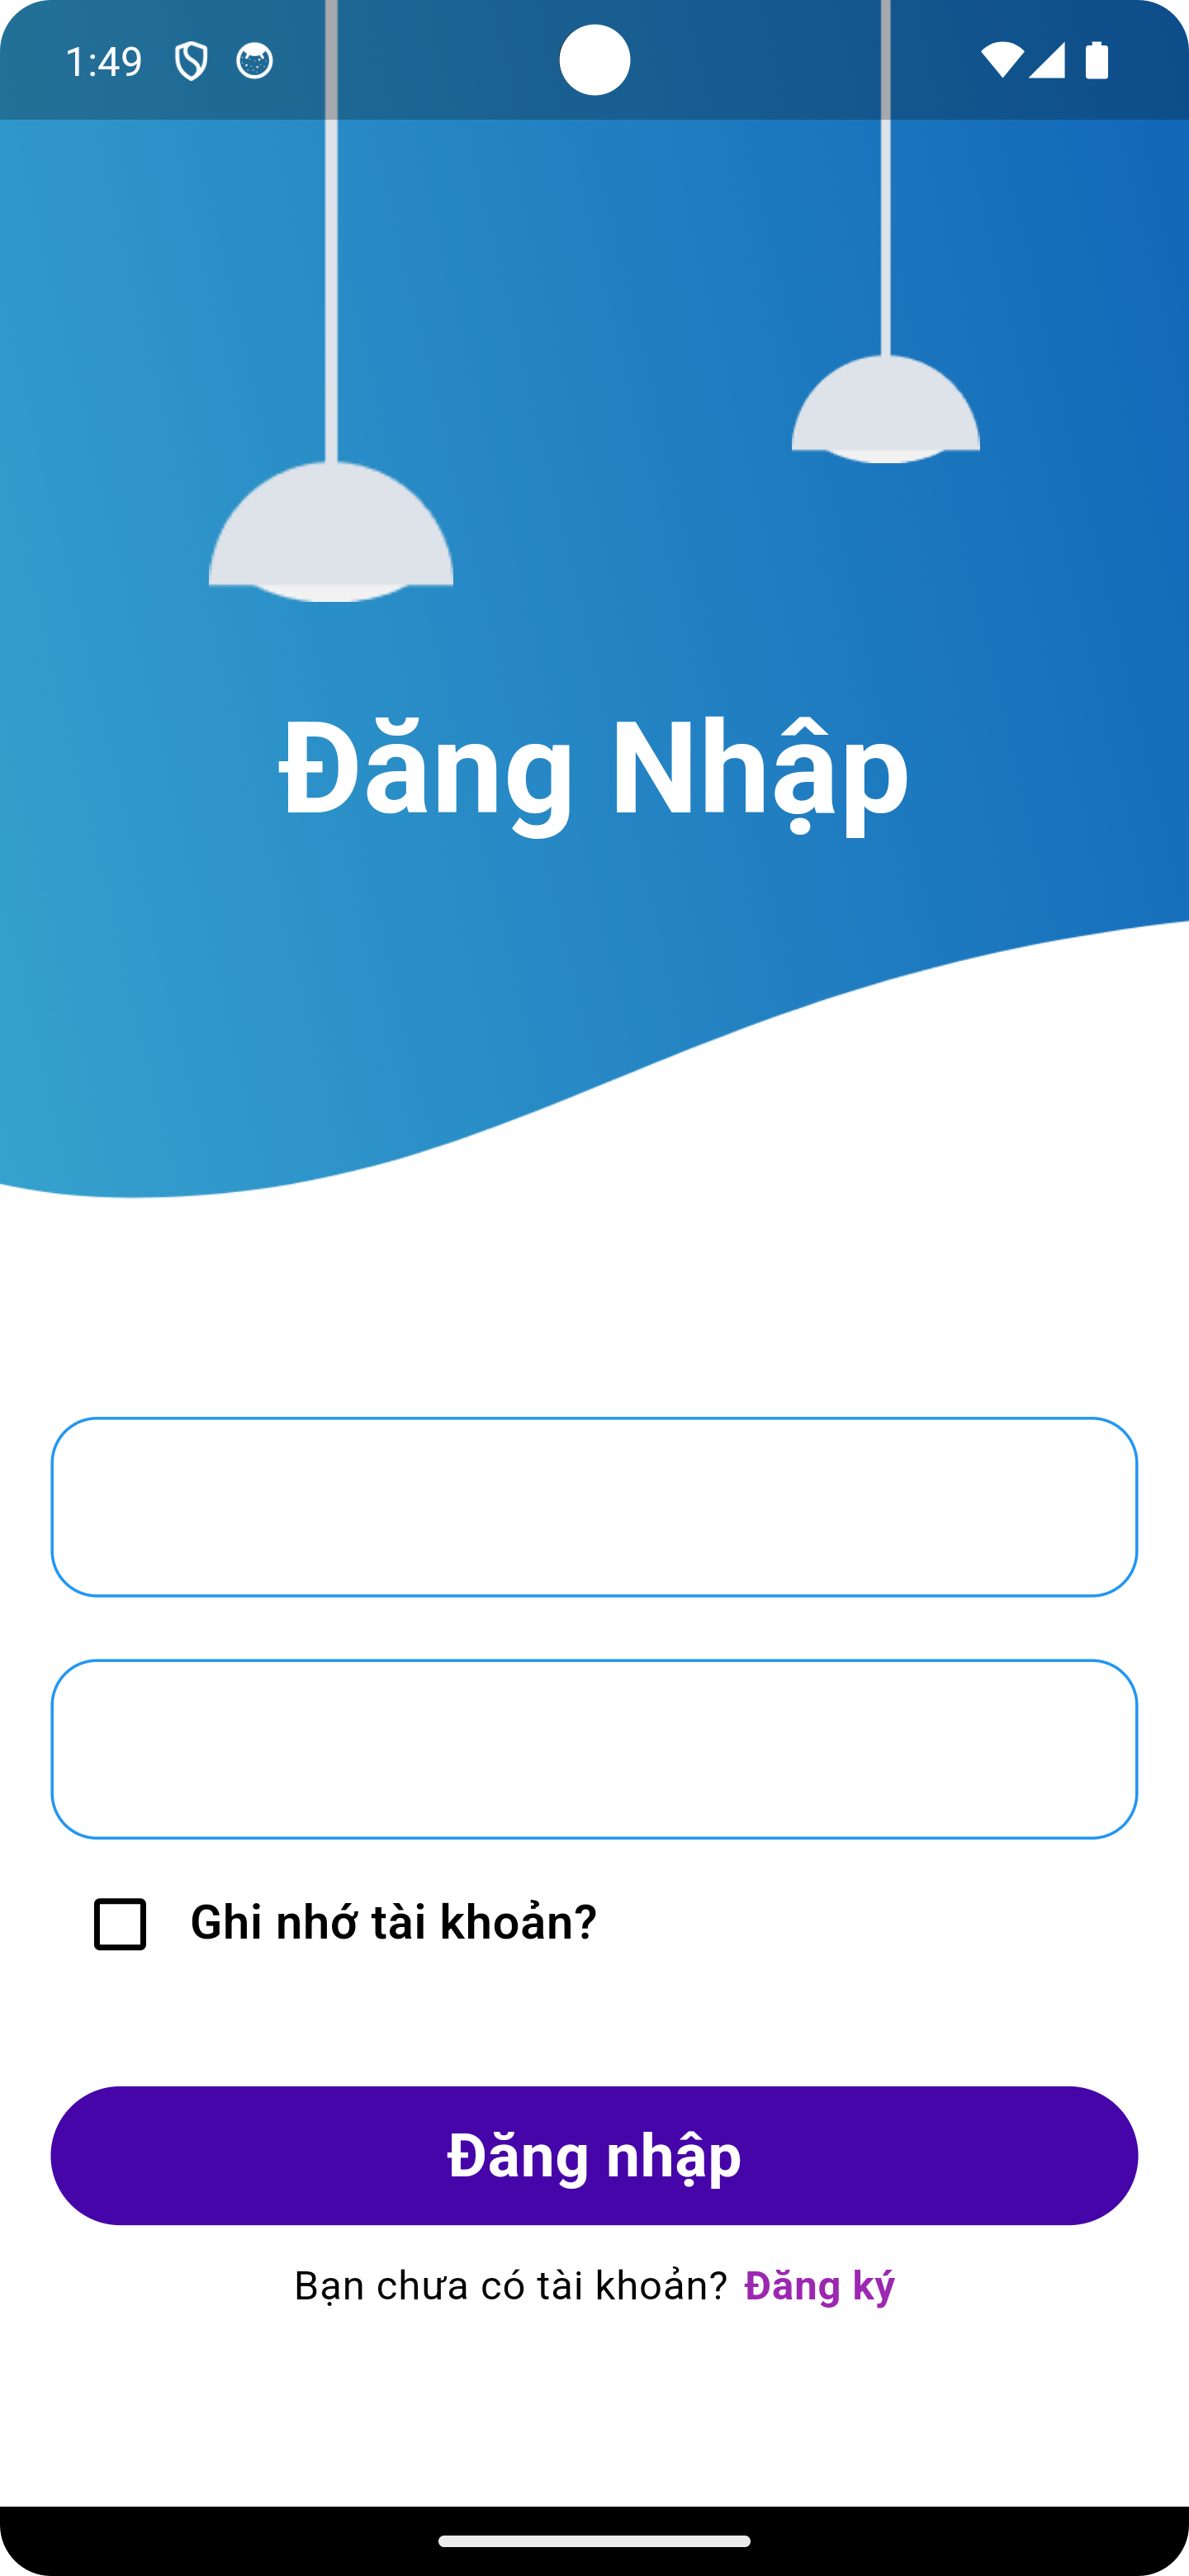 1:49
Đăng Nhập
Ghi nhớ tài khoản?
Đăng nhập
Bạn chưa có tài khoản? Đăng ký